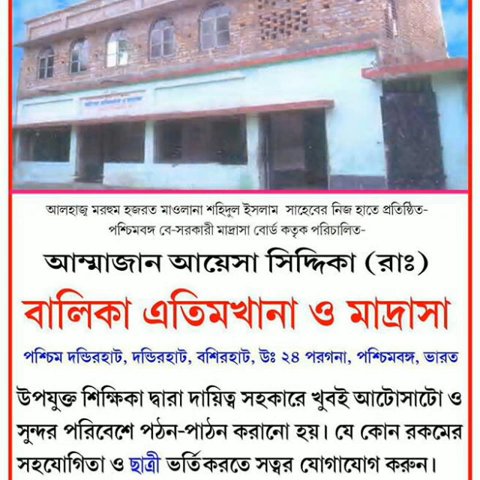 আলহাজ্ব মরহুম হজরত মাওলানা শহিদুল ইসলাম সাহেবের নিজ হাতে প্রতিষ্ঠিত-
পশ্চিমবঙ্গ বে-সরকারী মাদ্রাসা বোর্ড কতৃক পরিচালিত-
আম্মাজান আয়েসা সিদ্দিকা (রাঃ)
বালিকা এতিমখানা ও মাদ্রাসা
পশ্চিম দন্ডিরহাট, দন্ডিরহাট, বশিরহাট, উঃ ২৪ পরগনা, পশ্চিমবঙ্গ, ভারত
উপযুক্ত শিক্ষিকা দ্বারা দায়িত্ব সহকারে খুবই আটোসাটো ও
সুন্দর পরিবেশে পঠন-পাঠন করানো হয়। যে কোন রকমের
সহযোগিতা ও ছাত্রী ভর্তিকরতে সত্বর যোগাযোগ করুন।